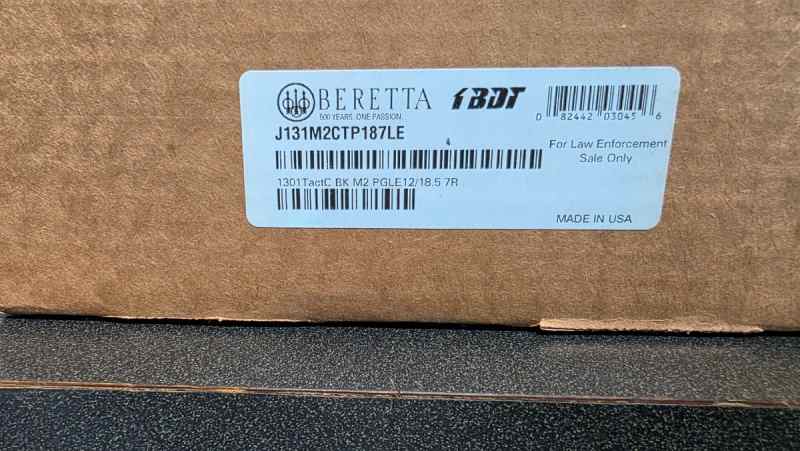 BERETTA
500 YEARS. ONE PASSION.
1BDT
0 82442 03045 6
J131M2CTP187LE
4
For Law Enforcement
Sale Only
1301TactC BK M2 PGLE12/18.5 7R
MADE IN USA